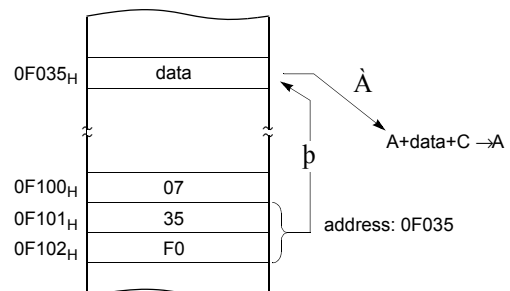 0F035H data
À
A+data+C →A
þ
0F100H 07
0F101H 35
address: 0F035
0F102H F0